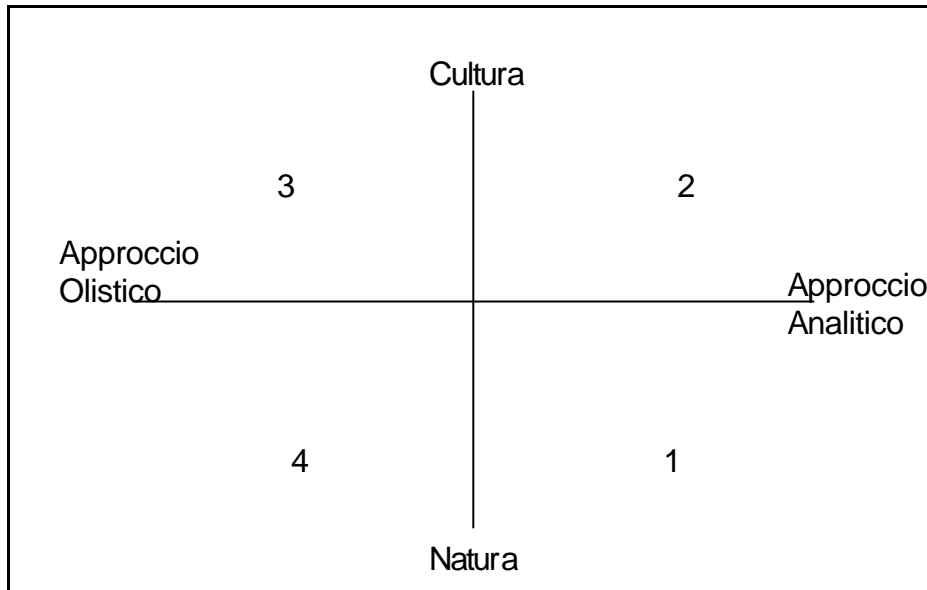 Cultura
3
2
Approccio
Olistico
Approccio
Analitico
4
1
Natura